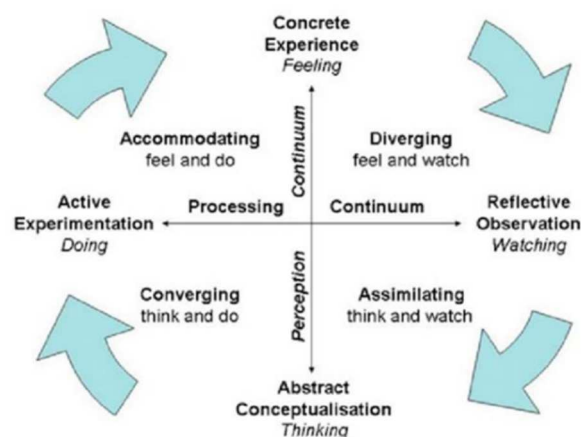 Concrete
Experience
Feeling
Accommodating
feel and do
Continuum
Diverging
feel and watch
Active
Experimentation
Doing
Processing
Continuum
Reflective
Observation
Watching
Converging
think and do
Perception
Assimilating
think and watch
Abstract
Conceptualisation
Thinking